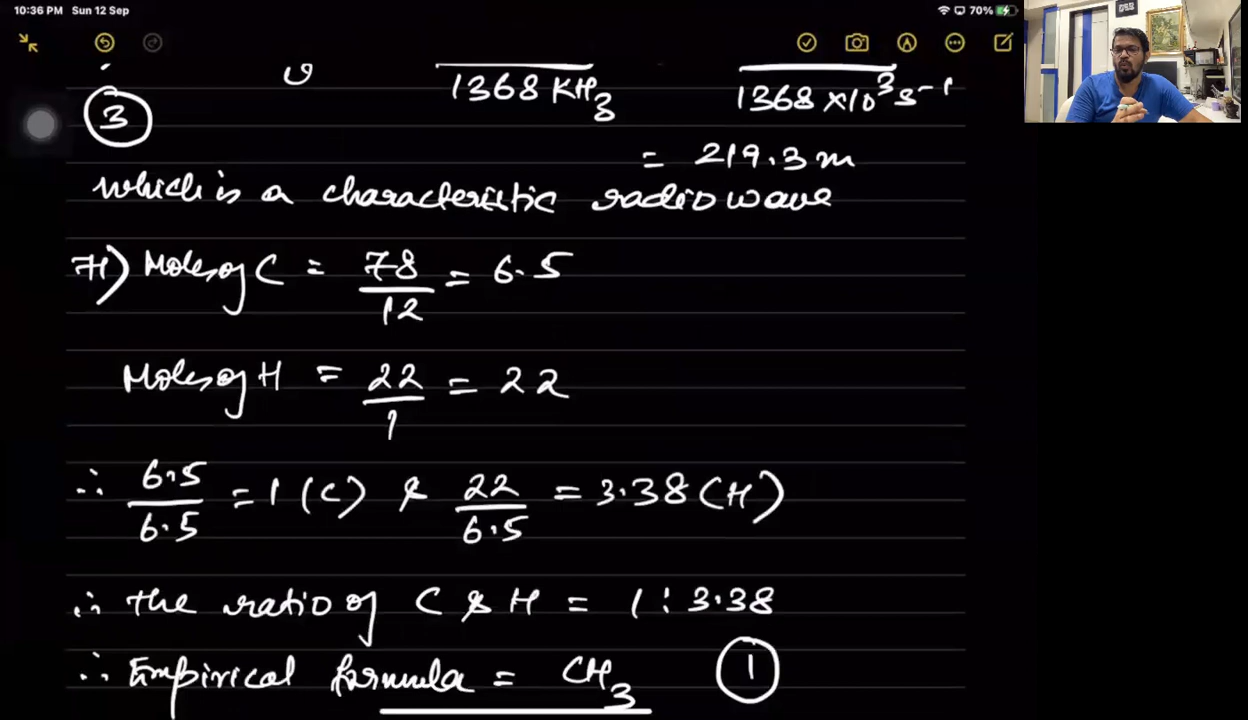 10:36 PM Sun 12 Sep 70%
υ 1368 KHz 1368 ×10³ s⁻¹
③
= 219.3 m
which is a characteristic radio wave
71) Moles of C = 78/12 = 6.5
Moles of H = 22/1 = 22
∴ 6.5/6.5 = 1 (C) & 22/6.5 = 3.38 (H)
∴ the ratio of C & H = 1 : 3.38
∴ Empirical formula = CH₃ ①